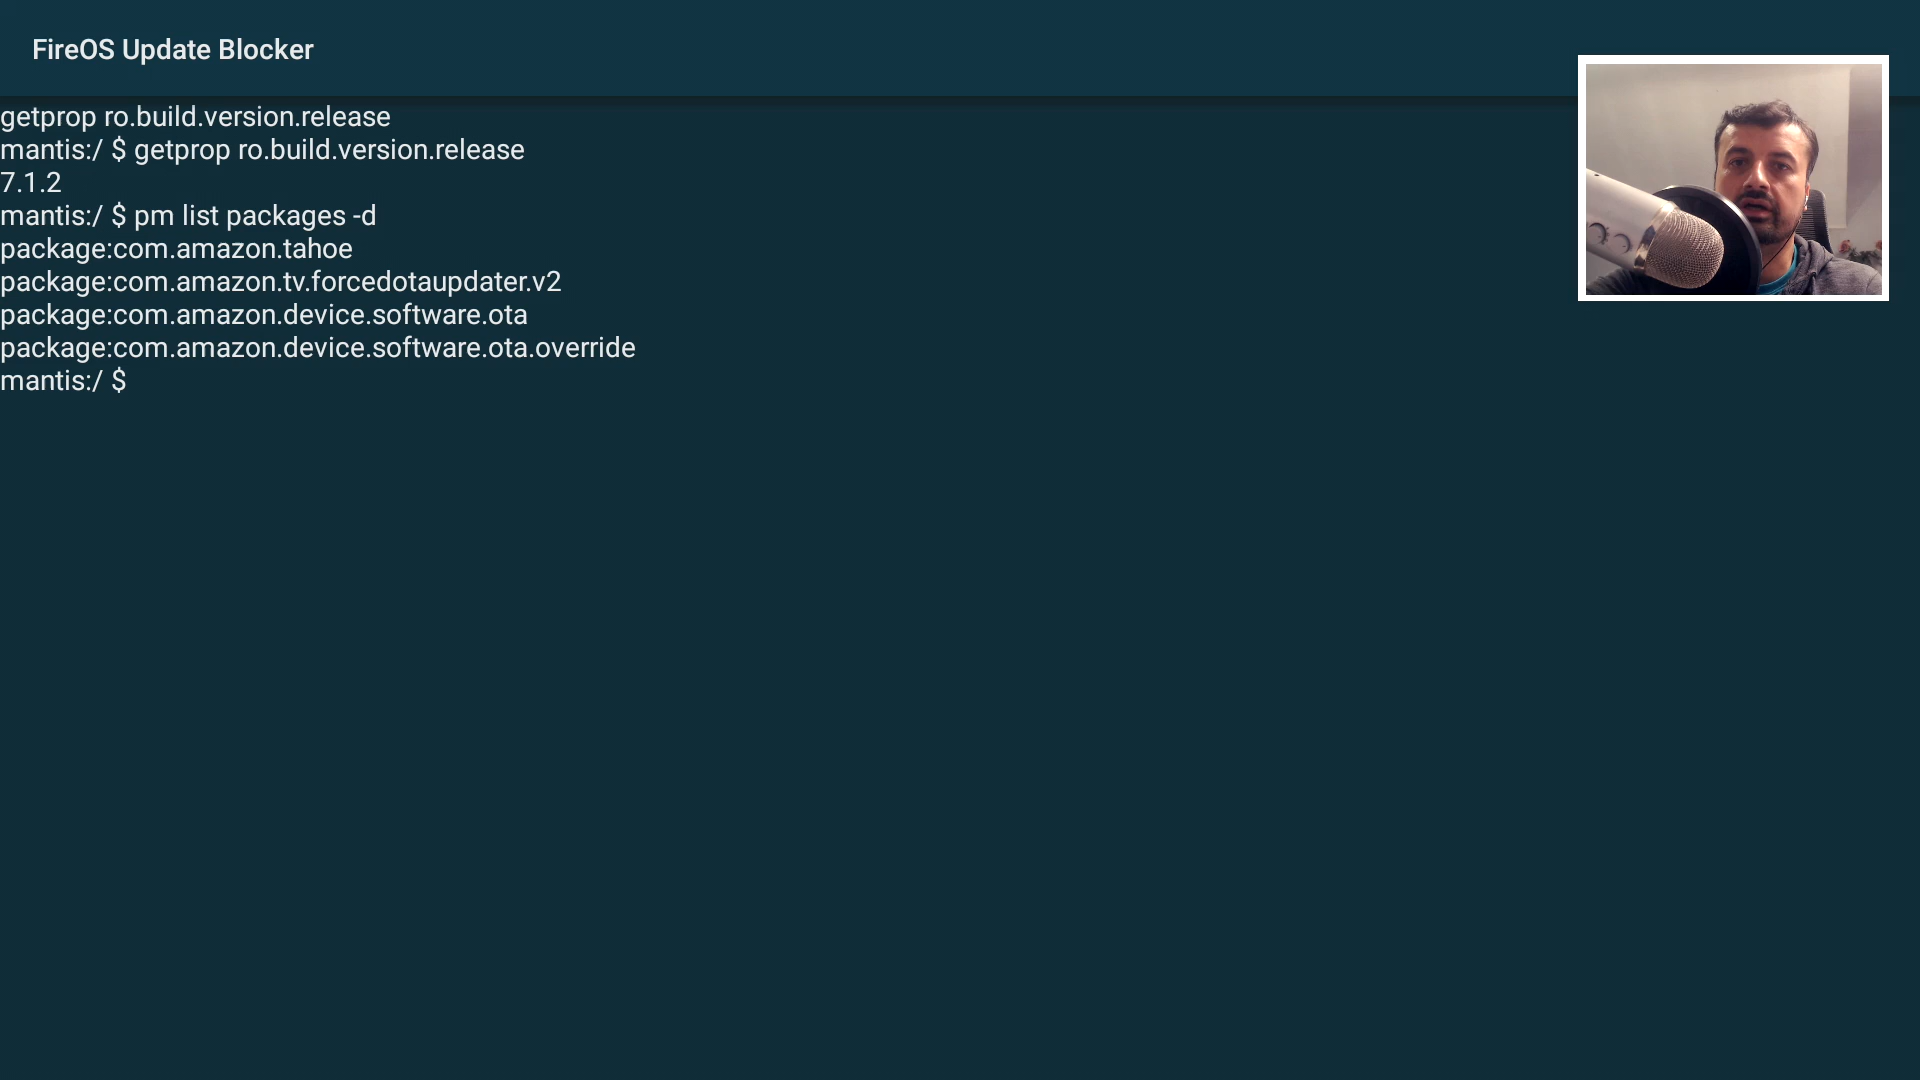 FireOS Update Blocker
getprop ro.build.version.release
mantis:/ $ getprop ro.build.version.release
7.1.2
mantis:/ $ pm list packages -d
package:com.amazon.tahoe
package:com.amazon.tv.forcedotaupdater.v2
package:com.amazon.device.software.ota
package:com.amazon.device.software.ota.override
mantis:/ $